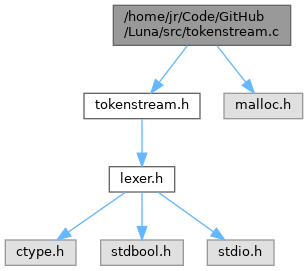 /home/jr/Code/GitHub
/Luna/src/tokenstream.c
tokenstream.h
malloc.h
lexer.h
ctype.h
stdbool.h
stdio.h